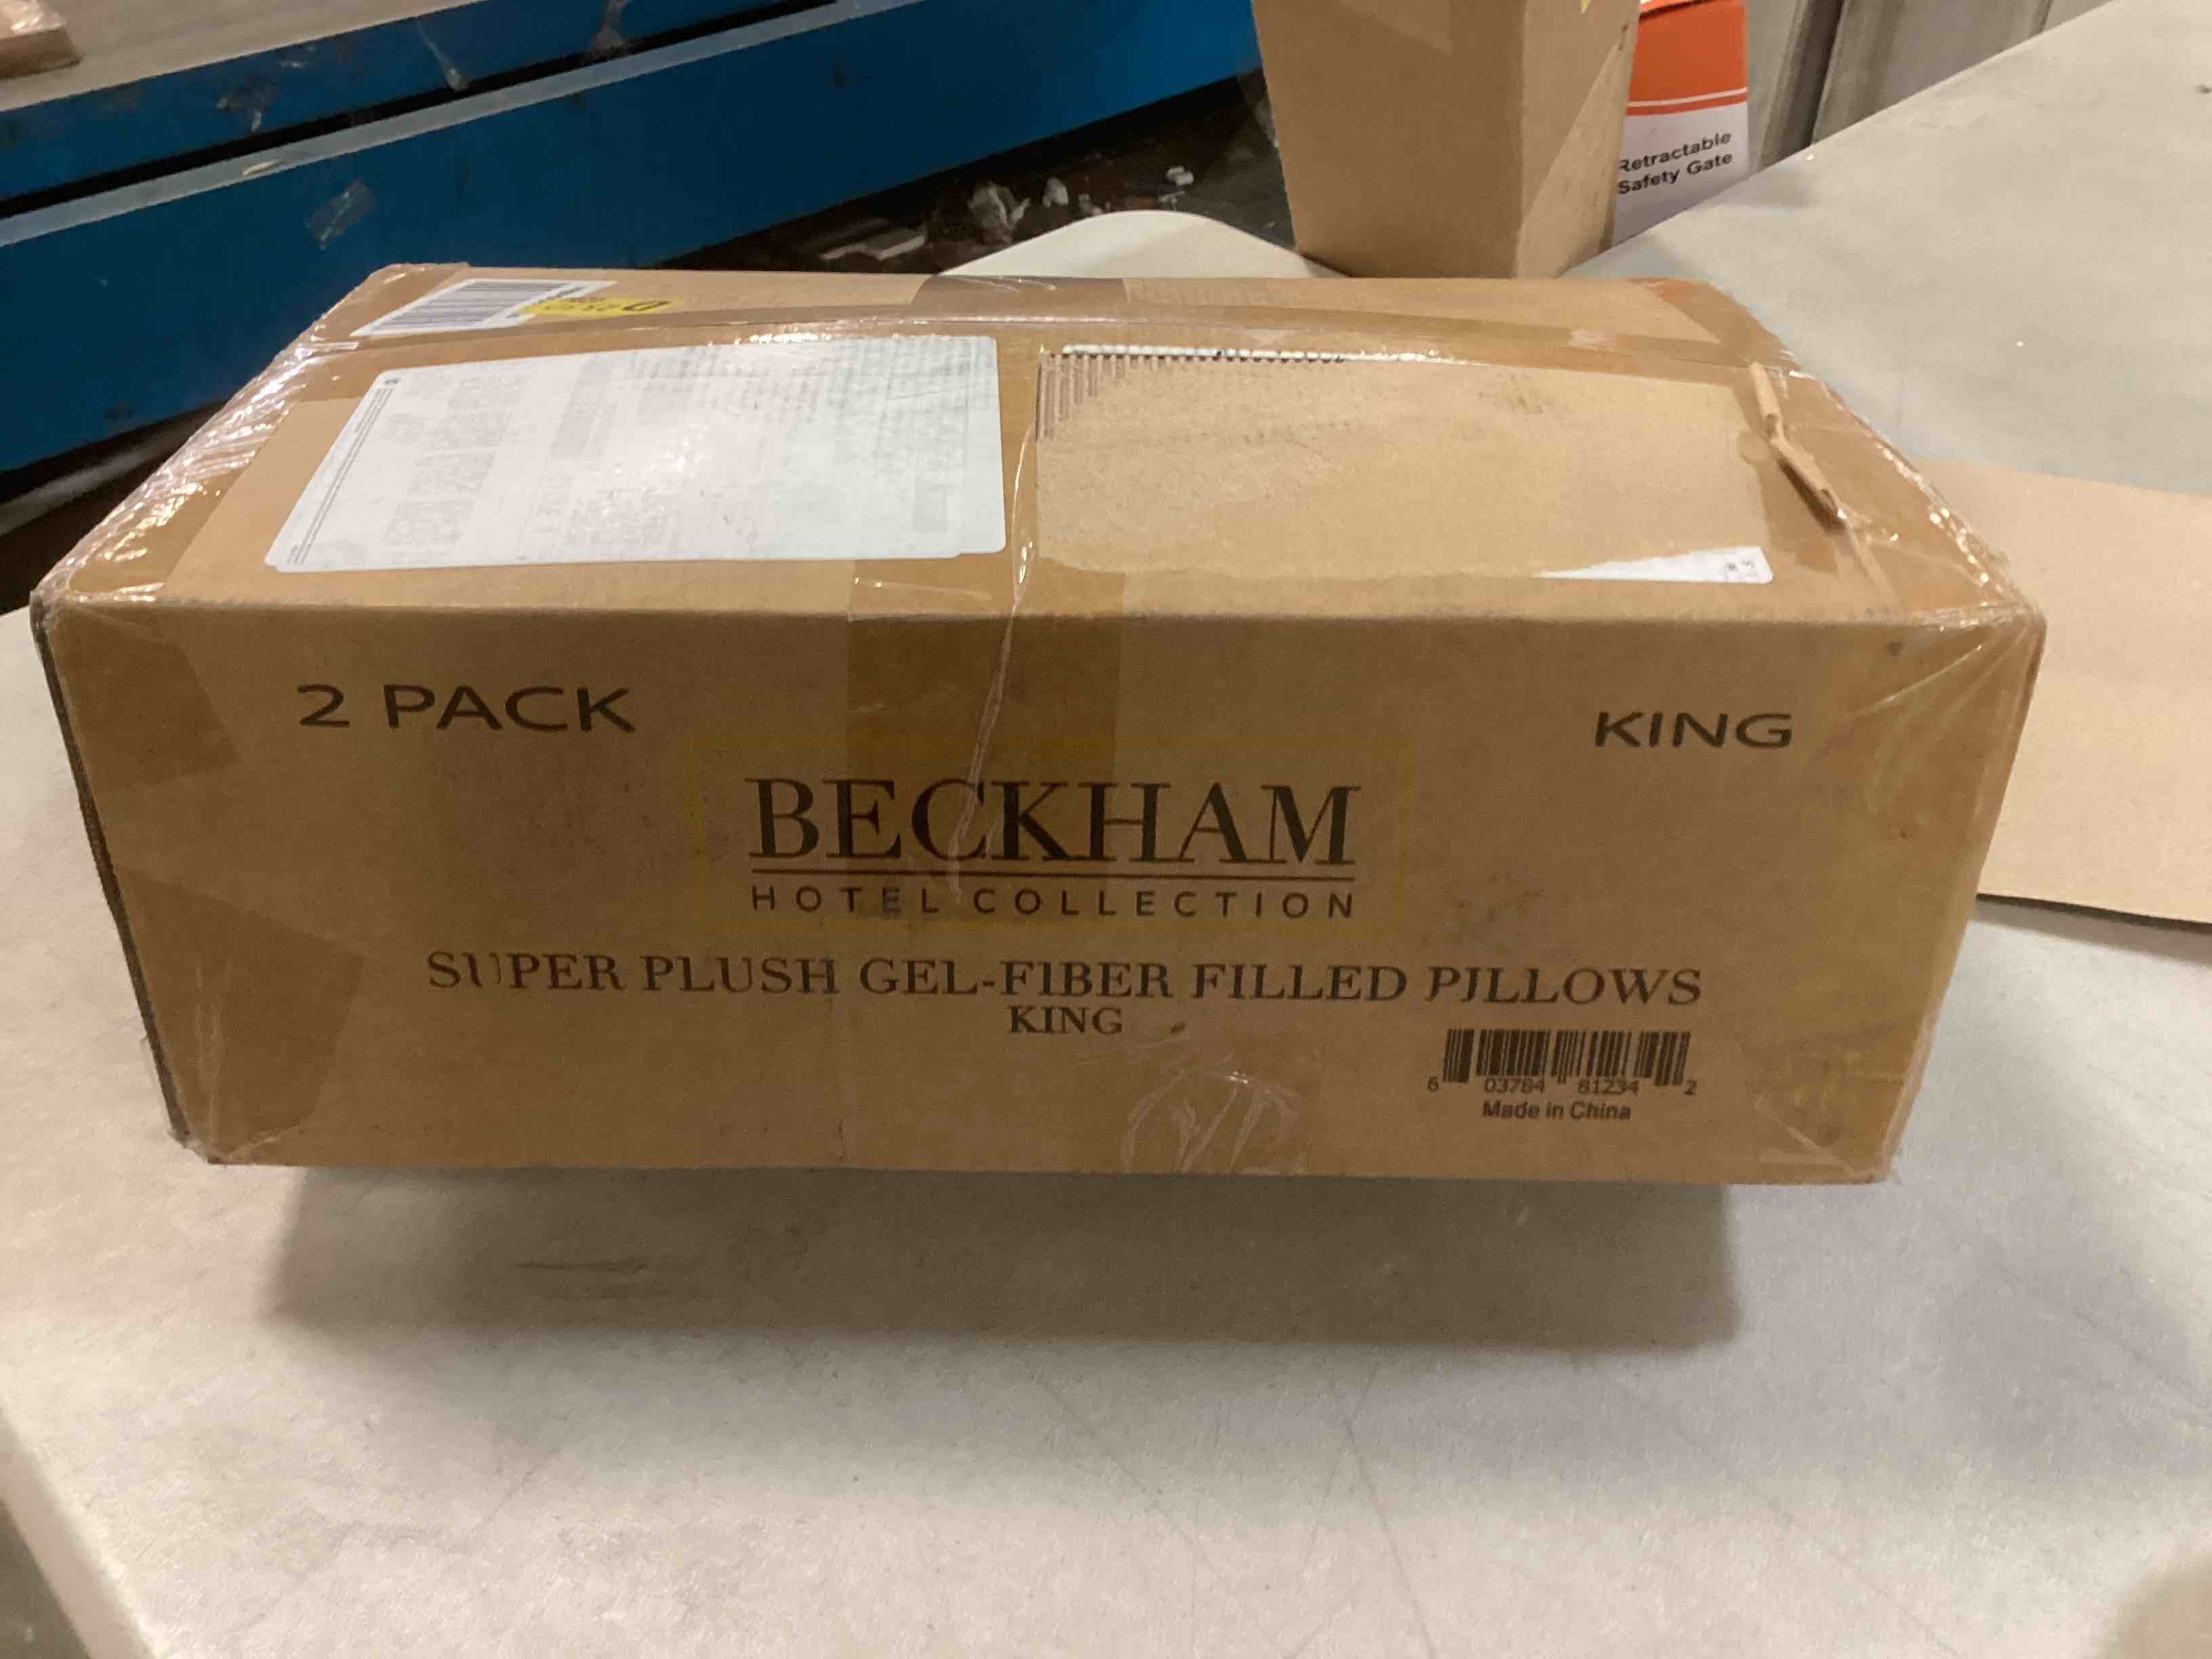 Retractable
Safety Gate
2 PACK
KING
BECKHAM
HOTEL COLLECTION
SUPER PLUSH GEL-FIBER FILLED PILLOWS
KING
6 03784 81234 2
Made in China